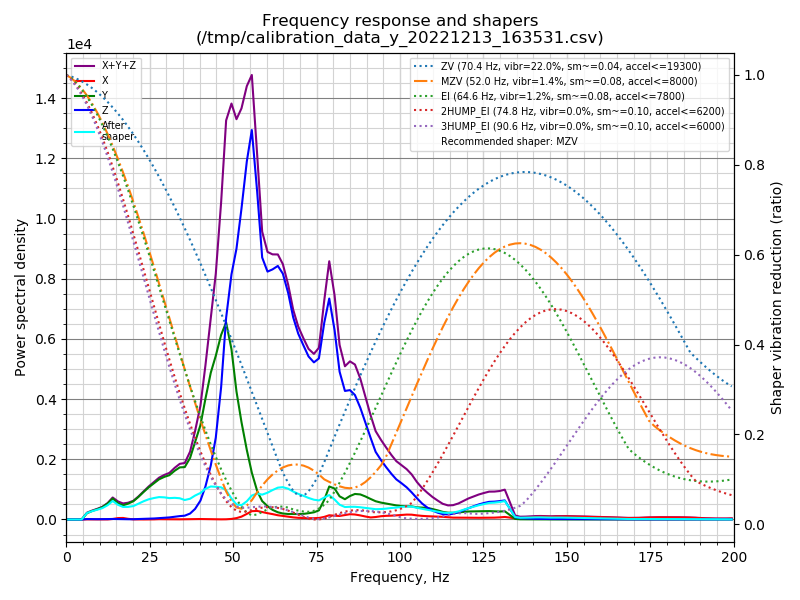 Frequency response and shapers
(/tmp/calibration_data_y_20221213_163531.csv)
1e4
X+Y+Z
X
Y
Z
After
shaper
ZV (70.4 Hz, vibr=22.0%, sm~=0.04, accel<=19300)
MZV (52.0 Hz, vibr=1.4%, sm~=0.08, accel<=8000)
EI (64.6 Hz, vibr=1.2%, sm~=0.08, accel<=7800)
2HUMP_EI (74.8 Hz, vibr=0.0%, sm~=0.10, accel<=6200)
3HUMP_EI (90.6 Hz, vibr=0.0%, sm~=0.10, accel<=6000)
Recommended shaper: MZV
Power spectral density
1.4
1.2
1.0
0.8
0.6
0.4
0.2
0.0
1.0
0.8
0.6
0.4
0.2
0.0
Shaper vibration reduction (ratio)
0 25 50 75 100 125 150 175 200
Frequency, Hz